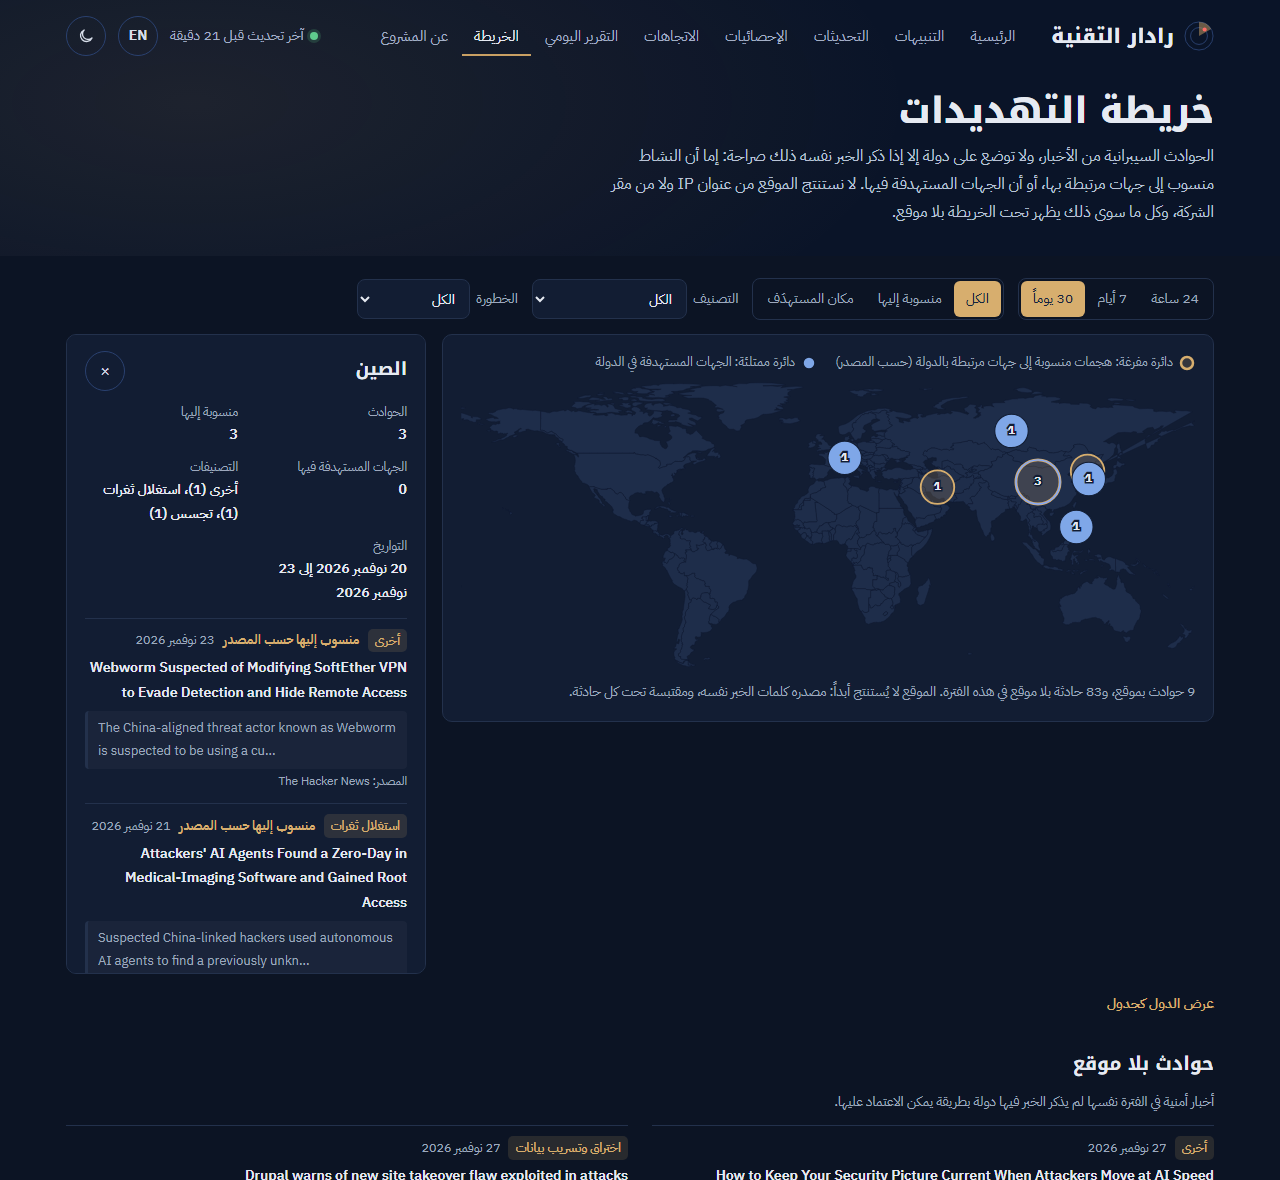 رادار التقنية
الرئيسية
التنبيهات
التحديثات
الإحصائيات
الاتجاهات
التقرير اليومي
الخريطة
عن المشروع
آخر تحديث قبل 21 دقيقة
EN
خريطة التهديدات
الحوادث السيبرانية من الأخبار، ولا توضع على دولة إلا إذا ذكر الخبر نفسه ذلك صراحة: إما أن النشاط
منسوب إلى جهات مرتبطة بها، أو أن الجهات المستهدفة فيها. لا نستنتج الموقع من عنوان IP ولا من مقر
الشركة، وكل ما سوى ذلك يظهر تحت الخريطة بلا موقع.
24 ساعة
7 أيام
30 يوماً
الكل
منسوبة إليها
مكان المستهدَف
التصنيف
الكل
الخطورة
الكل
دائرة مفرغة: هجمات منسوبة إلى جهات مرتبطة بالدولة (حسب المصدر)
دائرة ممتلئة: الجهات المستهدفة في الدولة
1
1
1
3
1
1
9 حوادث بموقع، و83 حادثة بلا موقع في هذه الفترة. الموقع لا يُستنتج أبداً: مصدره كلمات الخبر نفسه، ومقتبسة تحت كل حادثة.
الصين
×
الحوادث
3
منسوبة إليها
3
الجهات المستهدفة فيها
0
التصنيفات
أخرى (1)، استغلال ثغرات
(1)، تجسس (1)
التواريخ
20 نوفمبر 2026 إلى 23
نوفمبر 2026
أخرى منسوب إليها حسب المصدر 23 نوفمبر 2026
Webworm Suspected of Modifying SoftEther VPN
to Evade Detection and Hide Remote Access
The China-aligned threat actor known as Webworm
is suspected to be using a cu...
المصدر: The Hacker News
استغلال ثغرات منسوب إليها حسب المصدر 21 نوفمبر 2026
Attackers' AI Agents Found a Zero-Day in
Medical-Imaging Software and Gained Root
Access
Suspected China-linked hackers used autonomous
AI agents to find a previously unkn...
عرض الدول كجدول
حوادث بلا موقع
أخبار أمنية في الفترة نفسها لم يذكر الخبر فيها دولة بطريقة يمكن الاعتماد عليها.
أخرى 27 نوفمبر 2026
How to Keep Your Security Picture Current When Attackers Move at AI Speed
اختراق وتسريب بيانات 27 نوفمبر 2026
Drupal warns of new site takeover flaw exploited in attacks